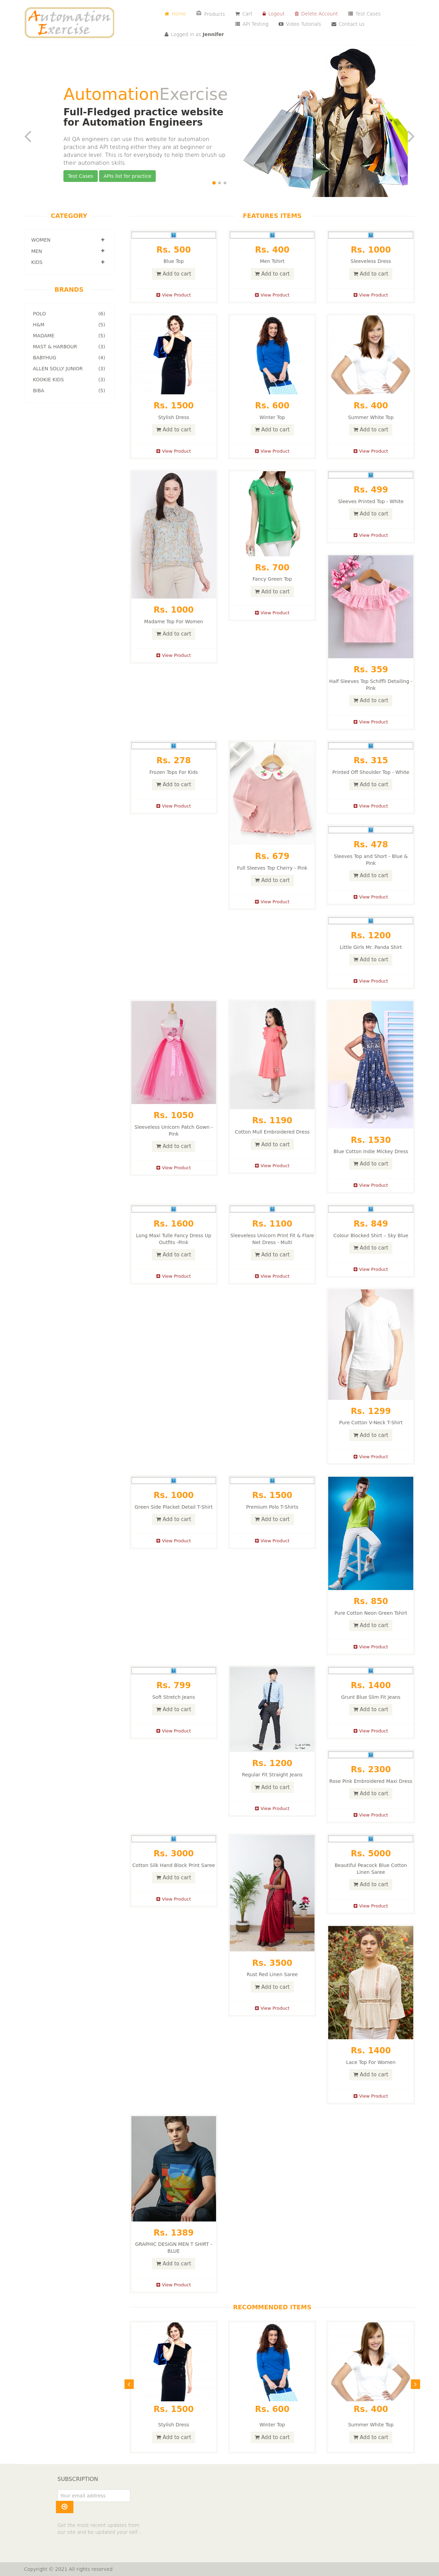 Automation Exercise
Home
Products
Cart
Logout
Delete Account
Test Cases
API Testing
Video Tutorials
Contact us
Logged in as Jennifer
AutomationExercise
Full-Fledged practice website
for Automation Engineers
All QA engineers can use this website for automation
practice and API testing either they are at beginner or
advance level. This is for everybody to help them brush up
their automation skills.
Test Cases
APIs list for practice
CATEGORY
WOMEN
MEN
KIDS
BRANDS
POLO (6)
H&M (5)
MADAME (5)
MAST & HARBOUR (3)
BABYHUG (4)
ALLEN SOLLY JUNIOR (3)
KOOKIE KIDS (3)
BIBA (5)
FEATURES ITEMS
Rs. 500
Blue Top
Add to cart
View Product
Rs. 400
Men Tshirt
Add to cart
View Product
Rs. 1000
Sleeveless Dress
Add to cart
View Product
Rs. 1500
Stylish Dress
Add to cart
View Product
Rs. 600
Winter Top
Add to cart
View Product
Rs. 400
Summer White Top
Add to cart
View Product
Rs. 1000
Madame Top For Women
Add to cart
View Product
Rs. 700
Fancy Green Top
Add to cart
View Product
Rs. 499
Sleeves Printed Top - White
Add to cart
View Product
Rs. 359
Half Sleeves Top Schiffli Detailing -
Pink
Add to cart
View Product
Rs. 278
Frozen Tops For Kids
Add to cart
View Product
Rs. 679
Full Sleeves Top Cherry - Pink
Add to cart
View Product
Rs. 315
Printed Off Shoulder Top - White
Add to cart
View Product
Rs. 478
Sleeves Top and Short - Blue &
Pink
Add to cart
View Product
Rs. 1200
Little Girls Mr. Panda Shirt
Add to cart
View Product
Rs. 1050
Sleeveless Unicorn Patch Gown -
Pink
Add to cart
View Product
Rs. 1190
Cotton Mull Embroidered Dress
Add to cart
View Product
Rs. 1530
Blue Cotton Indie Mickey Dress
Add to cart
View Product
Rs. 1600
Long Maxi Tulle Fancy Dress Up
Outfits -Pink
Add to cart
View Product
Rs. 1100
Sleeveless Unicorn Print Fit & Flare
Net Dress - Multi
Add to cart
View Product
Rs. 849
Colour Blocked Shirt – Sky Blue
Add to cart
View Product
Rs. 1299
Pure Cotton V-Neck T-Shirt
Add to cart
View Product
Rs. 1000
Green Side Placket Detail T-Shirt
Add to cart
View Product
Rs. 1500
Premium Polo T-Shirts
Add to cart
View Product
Rs. 850
Pure Cotton Neon Green Tshirt
Add to cart
View Product
Rs. 799
Soft Stretch Jeans
Add to cart
View Product
Rs. 1200
Regular Fit Straight Jeans
Add to cart
View Product
Rs. 1400
Grunt Blue Slim Fit Jeans
Add to cart
View Product
Rs. 2300
Rose Pink Embroidered Maxi Dress
Add to cart
View Product
Rs. 3000
Cotton Silk Hand Block Print Saree
Add to cart
View Product
Rs. 3500
Rust Red Linen Saree
Add to cart
View Product
Rs. 5000
Beautiful Peacock Blue Cotton
Linen Saree
Add to cart
View Product
Rs. 1400
Lace Top For Women
Add to cart
View Product
Rs. 1389
GRAPHIC DESIGN MEN T SHIRT -
BLUE
Add to cart
View Product
RECOMMENDED ITEMS
Rs. 1500
Stylish Dress
Add to cart
Rs. 600
Winter Top
Add to cart
Rs. 400
Summer White Top
Add to cart
SUBSCRIPTION
Your email address
Get the most recent updates from
our site and be updated your self...
Copyright © 2021 All rights reserved